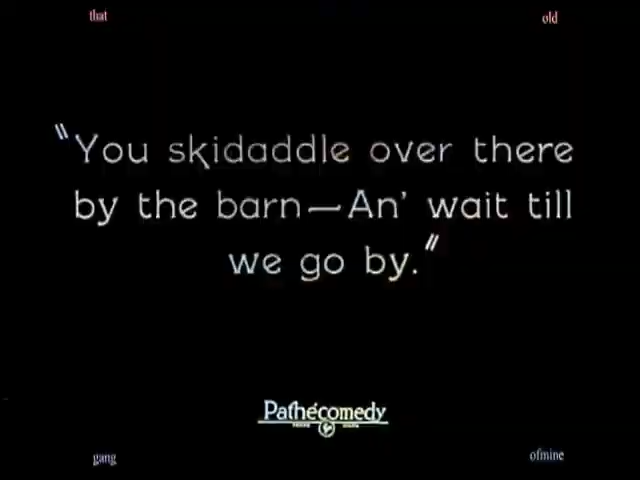 that old
"You skidaddle over there
by the barn—An' wait till
we go by."
Pathécomedy
gang ofmine